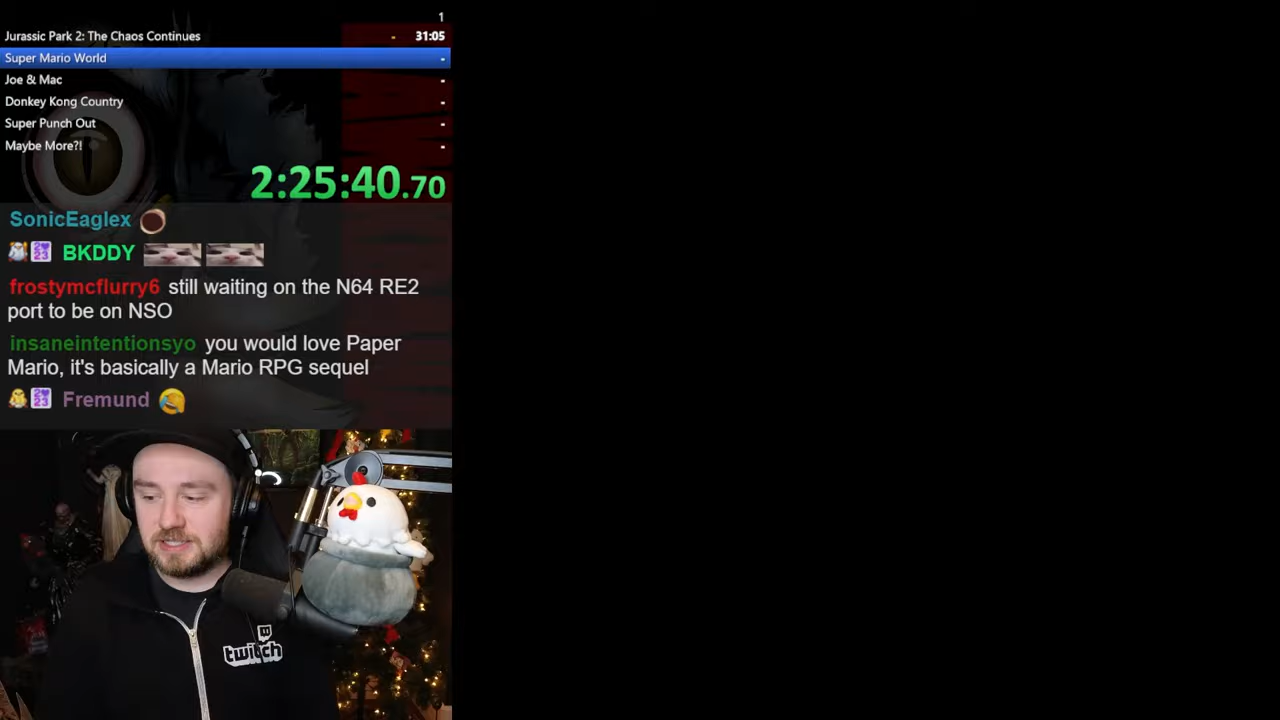 1
Jurassic Park 2: The Chaos Continues - 31:05
Super Mario World -
Joe & Mac -
Donkey Kong Country -
Super Punch Out -
Maybe More?! -
2:25:40.70
SonicEaglex
BKDDY
frostymcflurry6 still waiting on the N64 RE2
port to be on NSO
insaneintentionsyo you would love Paper
Mario, it's basically a Mario RPG sequel
Fremund
twitch